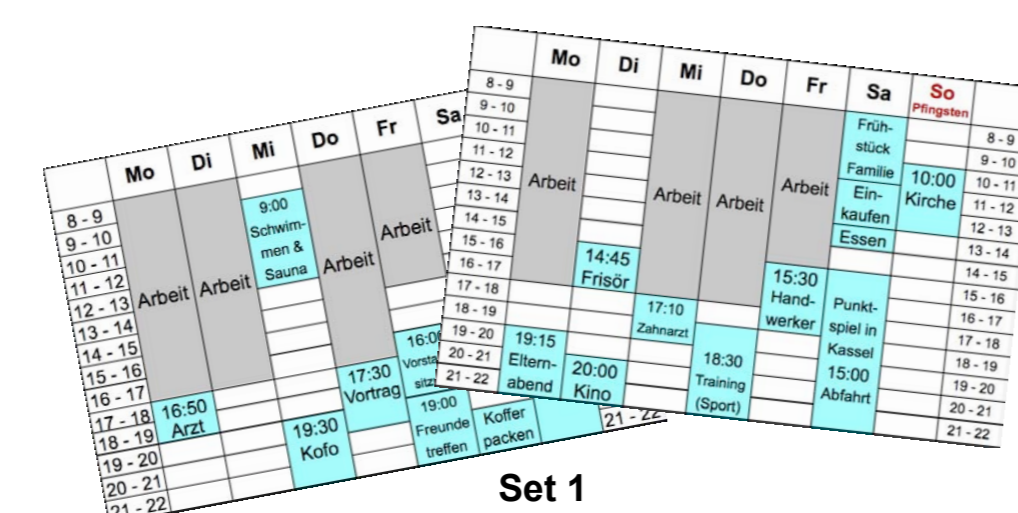 Mo Di Mi Do Fr Sa
8 - 9
9 - 10
10 - 11
11 - 12
12 - 13
13 - 14
14 - 15
15 - 16
16 - 17
17 - 18
18 - 19
19 - 20
20 - 21
21 - 22
Arbeit
16:50
Arzt
Arbeit
9:00
Schwim-
men &
Sauna
19:30
Kofo
Arbeit
17:30
Vortrag
Arbeit
19:00
Freunde
treffen
Koffer
packen
21 - 22
Mo Di Mi Do Fr Sa So
Pfingsten
8 - 9
9 - 10
10 - 11
11 - 12
12 - 13
13 - 14
14 - 15
15 - 16
16 - 17
17 - 18
18 - 19
19 - 20
20 - 21
21 - 22
Arbeit
19:15
Eltern-
abend
14:45
Frisör
20:00
Kino
Arbeit
17:10
Zahnarzt
Arbeit
18:30
Training
(Sport)
Arbeit
15:30
Hand-
werker
Früh-
stück
Familie
Ein-
kaufen
Essen
Punkt-
spiel in
Kassel
15:00
Abfahrt
10:00
Kirche
8 - 9
9 - 10
10 - 11
11 - 12
12 - 13
13 - 14
14 - 15
15 - 16
16 - 17
17 - 18
18 - 19
19 - 20
20 - 21
21 - 22
Set 1